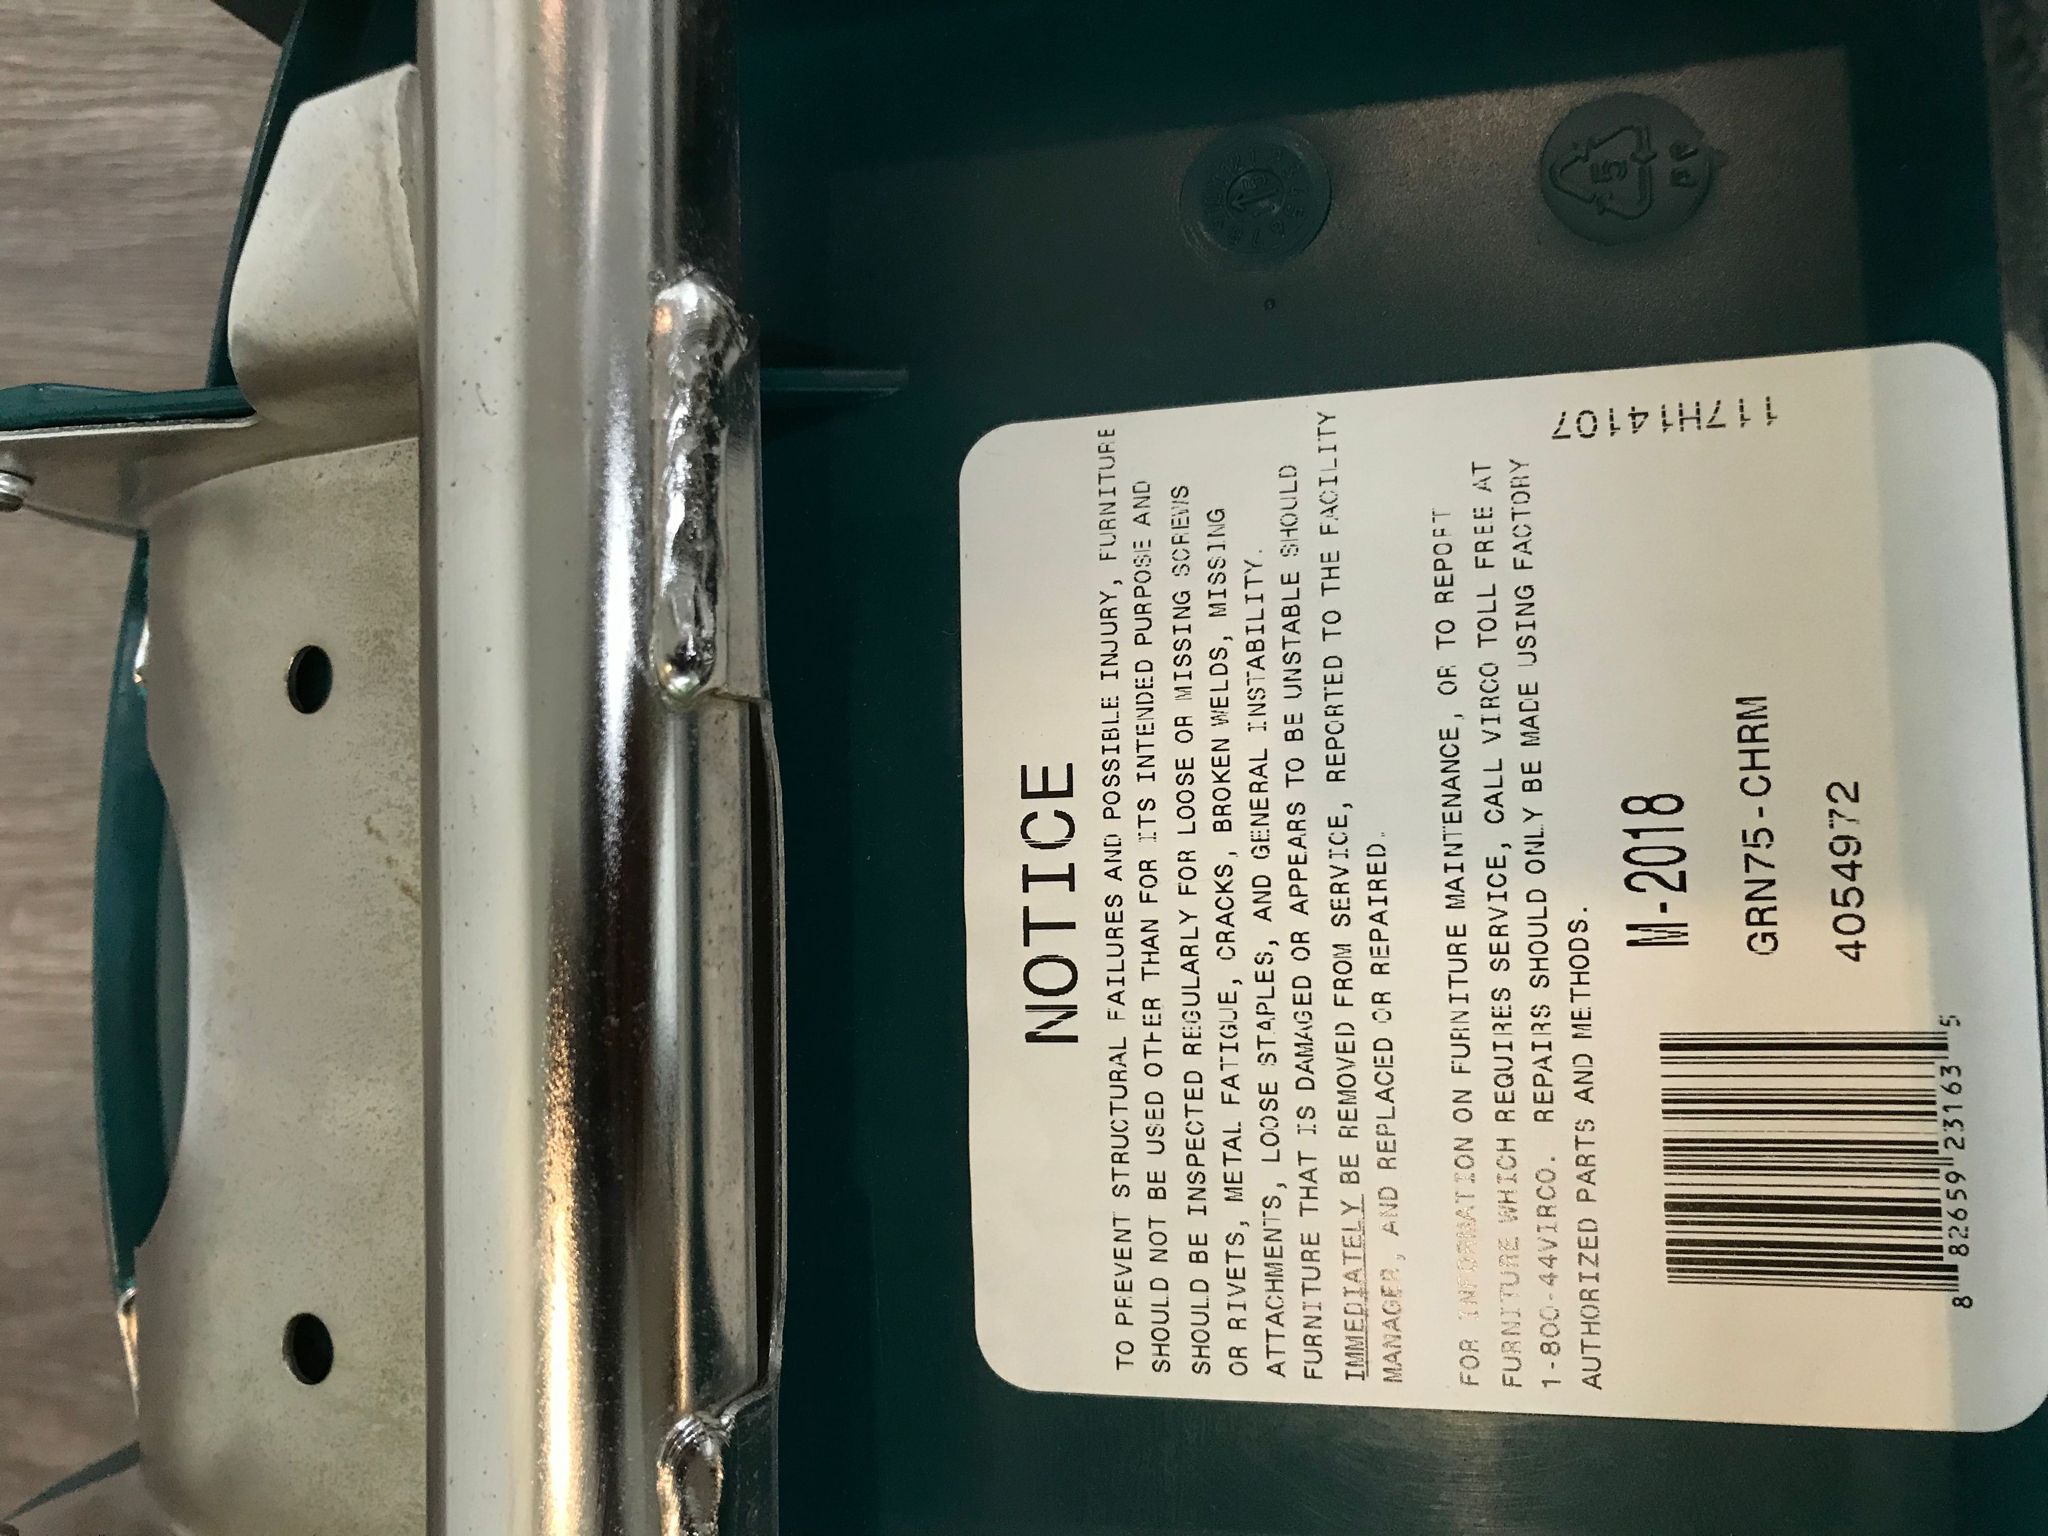 NOTICE
TO PREVENT STRUCTURAL FAILURES AND POSSIBLE INJURY, FURNITURE
SHOULD NOT BE USED OTHER THAN FOR ITS INTENDED PURPOSE AND
SHOULD BE INSPECTED REGULARLY FOR LOOSE OR MISSING SCREWS
OR RIVETS, METAL FATIGUE, CRACKS, BROKEN WELDS, MISSING
ATTACHMENTS, LOOSE STAPLES, AND GENERAL INSTABILITY.
FURNITURE THAT IS DAMAGED OR APPEARS TO BE UNSTABLE SHOULD
IMMEDIATELY BE REMOVED FROM SERVICE, REPORTED TO THE FACILITY
MANAGER, AND REPLACED OR REPAIRED.
FOR INFORMATION ON FURNITURE MAINTENANCE, OR TO REPORT
FURNITURE WHICH REQUIRES SERVICE, CALL VIRCO TOLL FREE AT
1-800-44VIRCO. REPAIRS SHOULD ONLY BE MADE USING FACTORY
AUTHORIZED PARTS AND METHODS.
M-2018
GRN75-CHRM
4054972
8 82659 23163 5
117H14107
5
PP